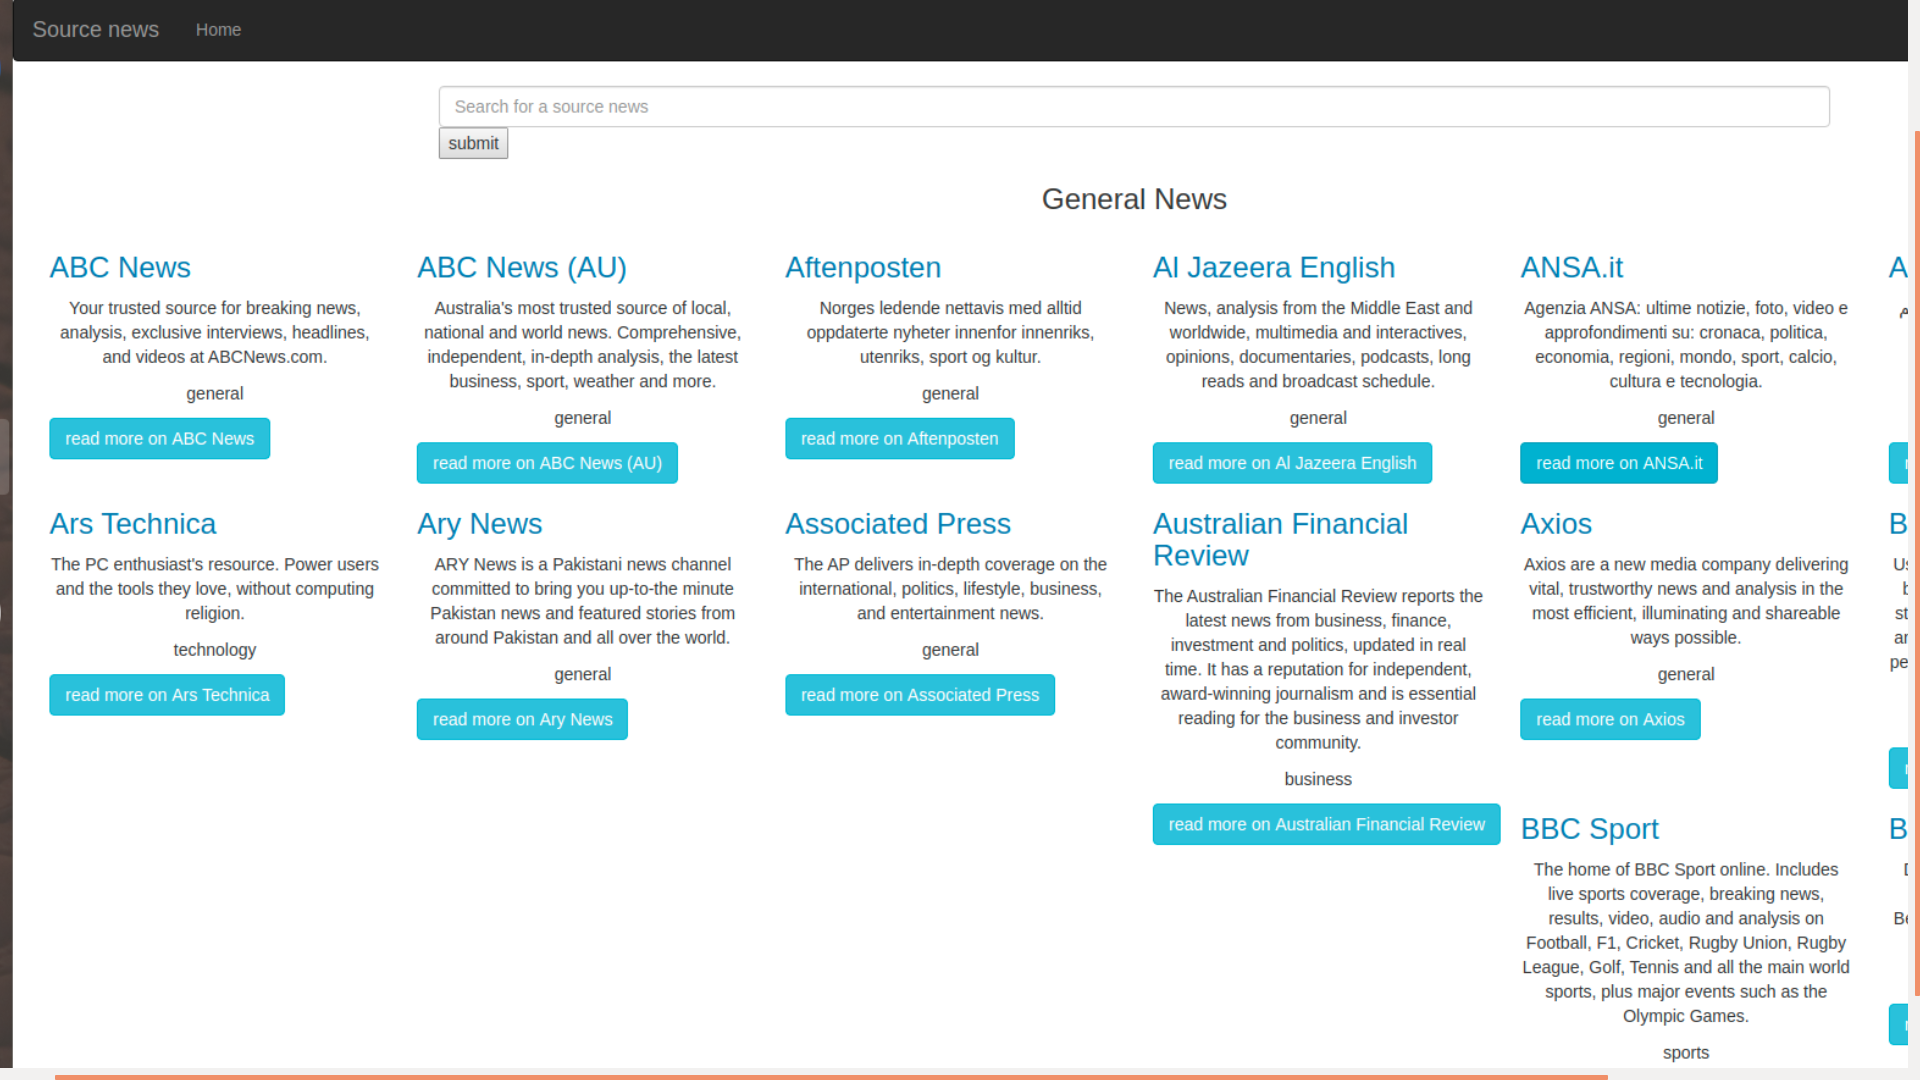 Source news
Home
Search for a source news
submit
General News
ABC News
Your trusted source for breaking news,
analysis, exclusive interviews, headlines,
and videos at ABCNews.com.
general
read more on ABC News
ABC News (AU)
Australia's most trusted source of local,
national and world news. Comprehensive,
independent, in-depth analysis, the latest
business, sport, weather and more.
general
read more on ABC News (AU)
Aftenposten
Norges ledende nettavis med alltid
oppdaterte nyheter innenfor innenriks,
utenriks, sport og kultur.
general
read more on Aftenposten
Al Jazeera English
News, analysis from the Middle East and
worldwide, multimedia and interactives,
opinions, documentaries, podcasts, long
reads and broadcast schedule.
general
read more on Al Jazeera English
ANSA.it
Agenzia ANSA: ultime notizie, foto, video e
approfondimenti su: cronaca, politica,
economia, regioni, mondo, sport, calcio,
cultura e tecnologia.
general
read more on ANSA.it
Ars Technica
The PC enthusiast's resource. Power users
and the tools they love, without computing
religion.
technology
read more on Ars Technica
Ary News
ARY News is a Pakistani news channel
committed to bring you up-to-the minute
Pakistan news and featured stories from
around Pakistan and all over the world.
general
read more on Ary News
Associated Press
The AP delivers in-depth coverage on the
international, politics, lifestyle, business,
and entertainment news.
general
read more on Associated Press
Australian Financial
Review
The Australian Financial Review reports the
latest news from business, finance,
investment and politics, updated in real
time. It has a reputation for independent,
award-winning journalism and is essential
reading for the business and investor
community.
business
read more on Australian Financial Review
Axios
Axios are a new media company delivering
vital, trustworthy news and analysis in the
most efficient, illuminating and shareable
ways possible.
general
read more on Axios
BBC Sport
The home of BBC Sport online. Includes
live sports coverage, breaking news,
results, video, audio and analysis on
Football, F1, Cricket, Rugby Union, Rugby
League, Golf, Tennis and all the main world
sports, plus major events such as the
Olympic Games.
sports